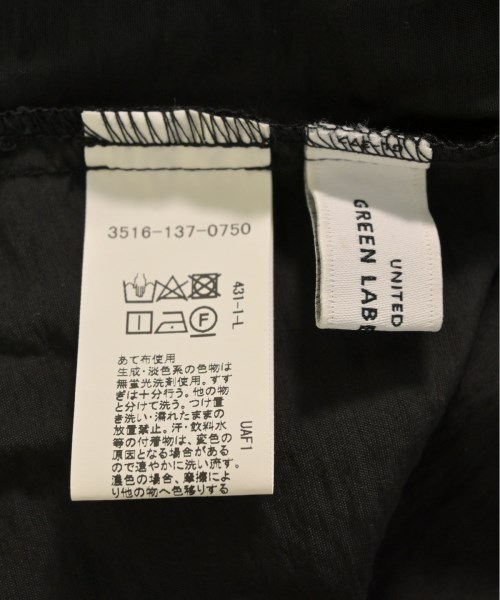 3516-137-0750
431-1-L
F
あて布使用
生成・淡色系の色物は
無蛍光洗剤使用。すす
ぎは十分行う。他の物
と分けて洗う。つけ置
き洗い・濡れたままの
放置禁止。汗・飲料水
等の付着物は、変色の
原因となる場合がある
ので速やかに洗い流す。
濃色の場合、摩擦によ
り他の物へ色移りする
UAF1
UNITED
GREEN LAB